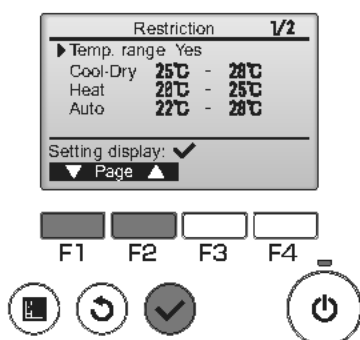 Restriction 1/2
▶Temp. range Yes
Cool-Dry 25℃ - 28℃
Heat 20℃ - 25℃
Auto 22℃ - 28℃
Setting display: ✔
▼ Page ▲
F1 F2 F3 F4